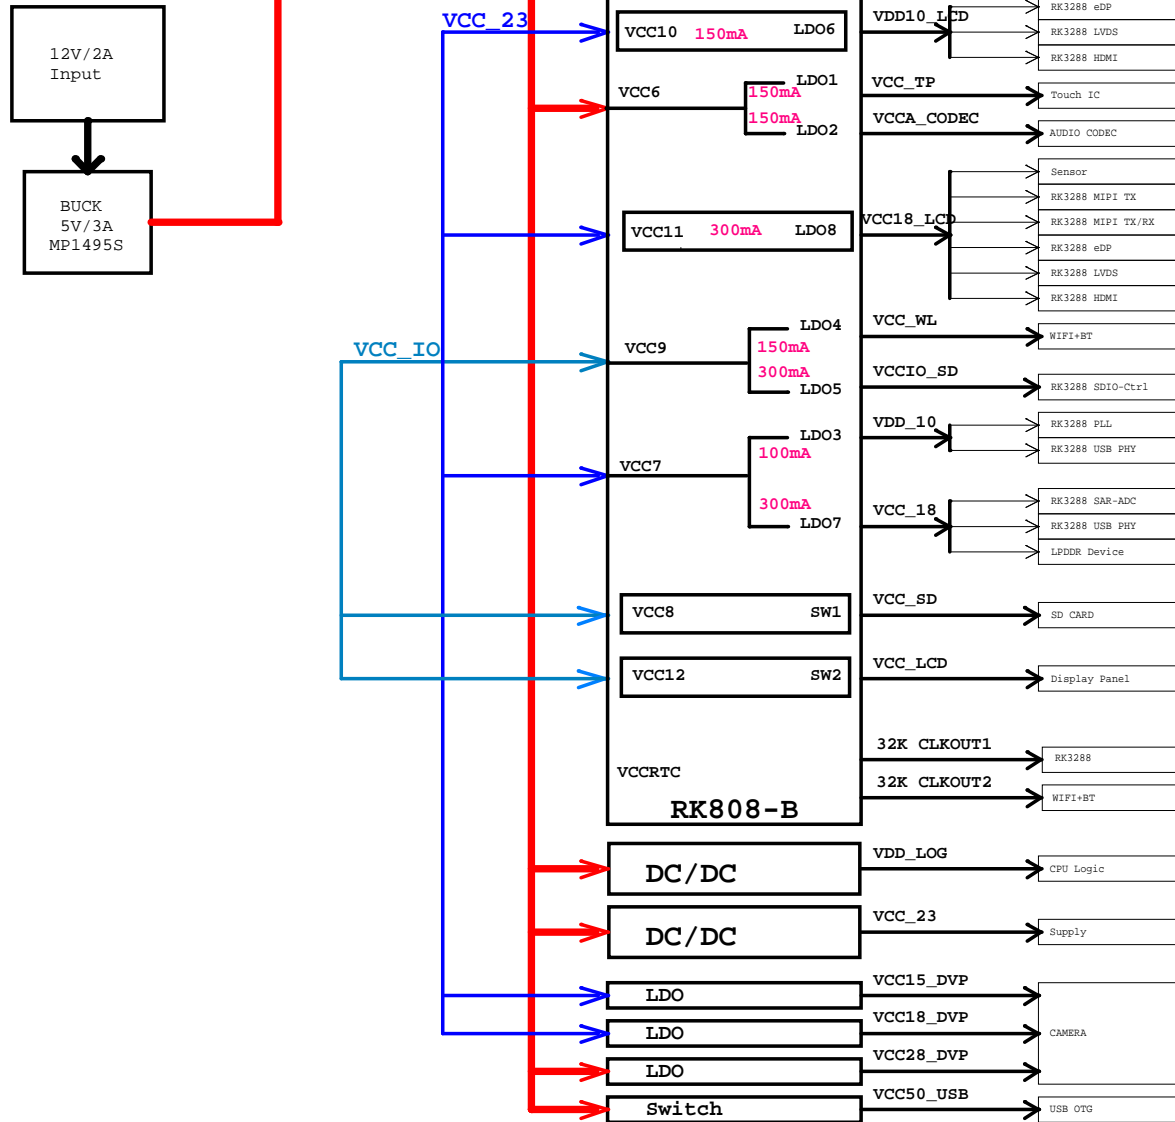 12V/2A
Input
BUCK
5V/3A
MP1495S
VCC_23
VCC_IO
VCC10 150mA LDO6
VCC6
LDO1
150mA
150mA
LDO2
VCC11 300mA LDO8
VCC9
LDO4
150mA
300mA
LDO5
VCC7
LDO3
100mA
300mA
LDO7
VCC8 SW1
VCC12 SW2
VCCRTC
RK808-B
DC/DC
DC/DC
LDO
LDO
LDO
Switch
VDD10_LCD
VCC_TP
VCCA_CODEC
VCC18_LCD
VCC_WL
VCCIO_SD
VDD_10
VCC_18
VCC_SD
VCC_LCD
32K CLKOUT1
32K CLKOUT2
VDD_LOG
VCC_23
VCC15_DVP
VCC18_DVP
VCC28_DVP
VCC50_USB
RK3288 eDP
RK3288 LVDS
RK3288 HDMI
Touch IC
AUDIO CODEC
Sensor
RK3288 MIPI TX
RK3288 MIPI TX/RX
RK3288 eDP
RK3288 LVDS
RK3288 HDMI
WIFI+BT
RK3288 SDIO-Ctrl
RK3288 PLL
RK3288 USB PHY
RK3288 SAR-ADC
RK3288 USB PHY
LPDDR Device
SD CARD
Display Panel
RK3288
WIFI+BT
CPU Logic
Supply
CAMERA
USB OTG